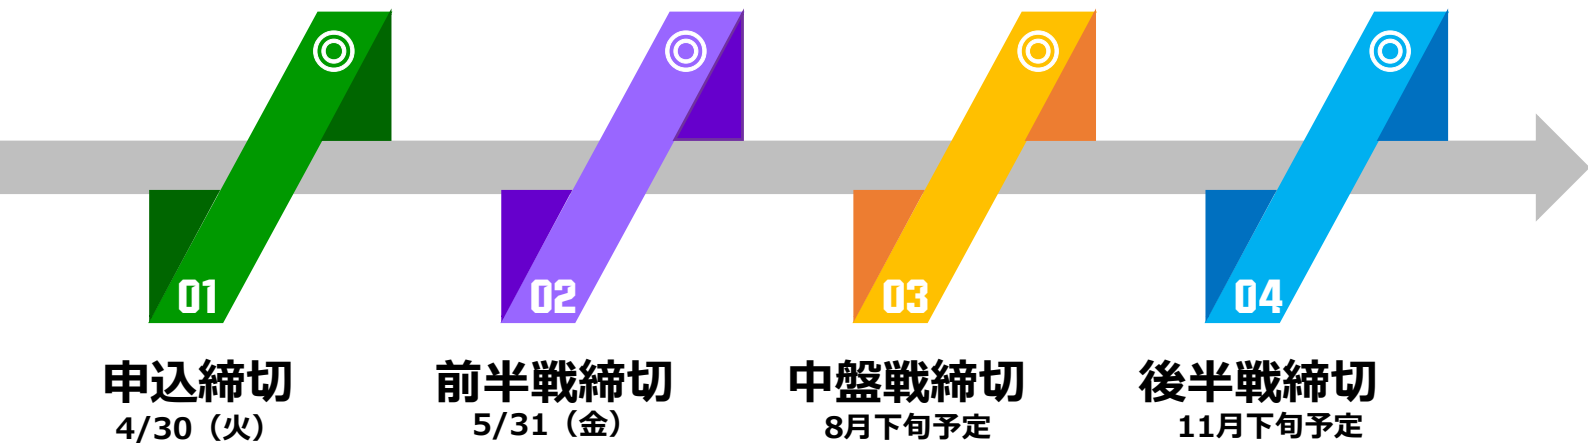 01
02
03
04
申込締切
4/30（火）
前半戦締切
5/31（金）
中盤戦締切
8月下旬予定
後半戦締切
11月下旬予定